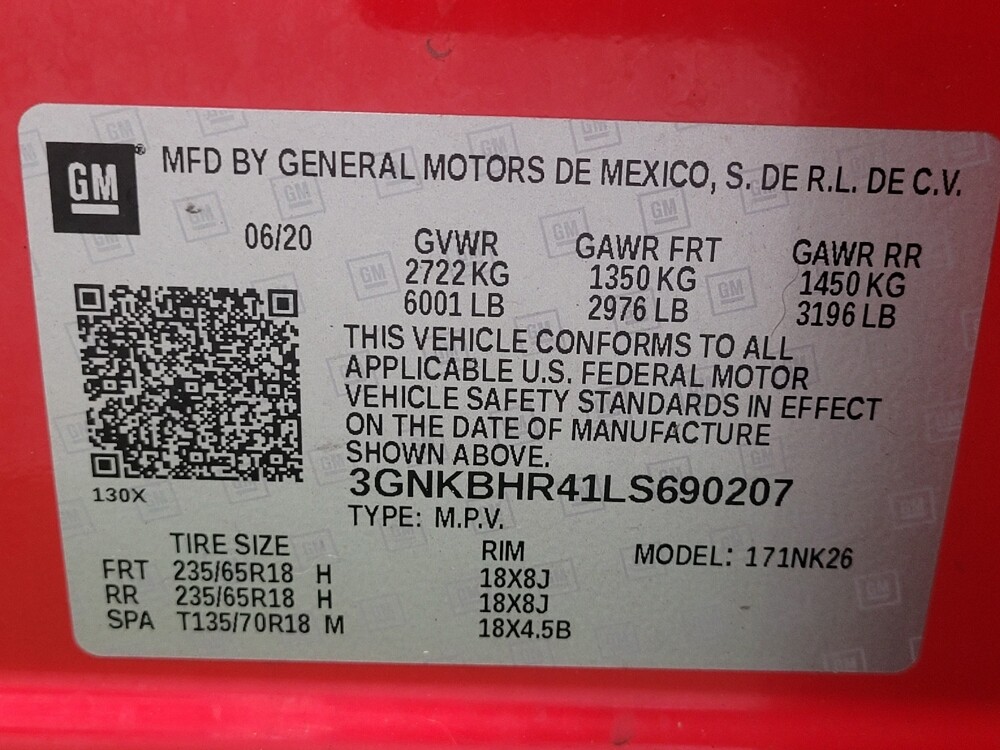 GM
MFD BY GENERAL MOTORS DE MEXICO, S. DE R.L. DE C.V.
06/20 GVWR GAWR FRT GAWR RR
2722 KG 1350 KG 1450 KG
6001 LB 2976 LB 3196 LB
THIS VEHICLE CONFORMS TO ALL
APPLICABLE U.S. FEDERAL MOTOR
VEHICLE SAFETY STANDARDS IN EFFECT
ON THE DATE OF MANUFACTURE
SHOWN ABOVE.
130X
3GNKBHR41LS690207
TYPE: M.P.V.
TIRE SIZE RIM MODEL: 171NK26
FRT 235/65R18 H 18X8J
RR 235/65R18 H 18X8J
SPA T135/70R18 M 18X4.5B